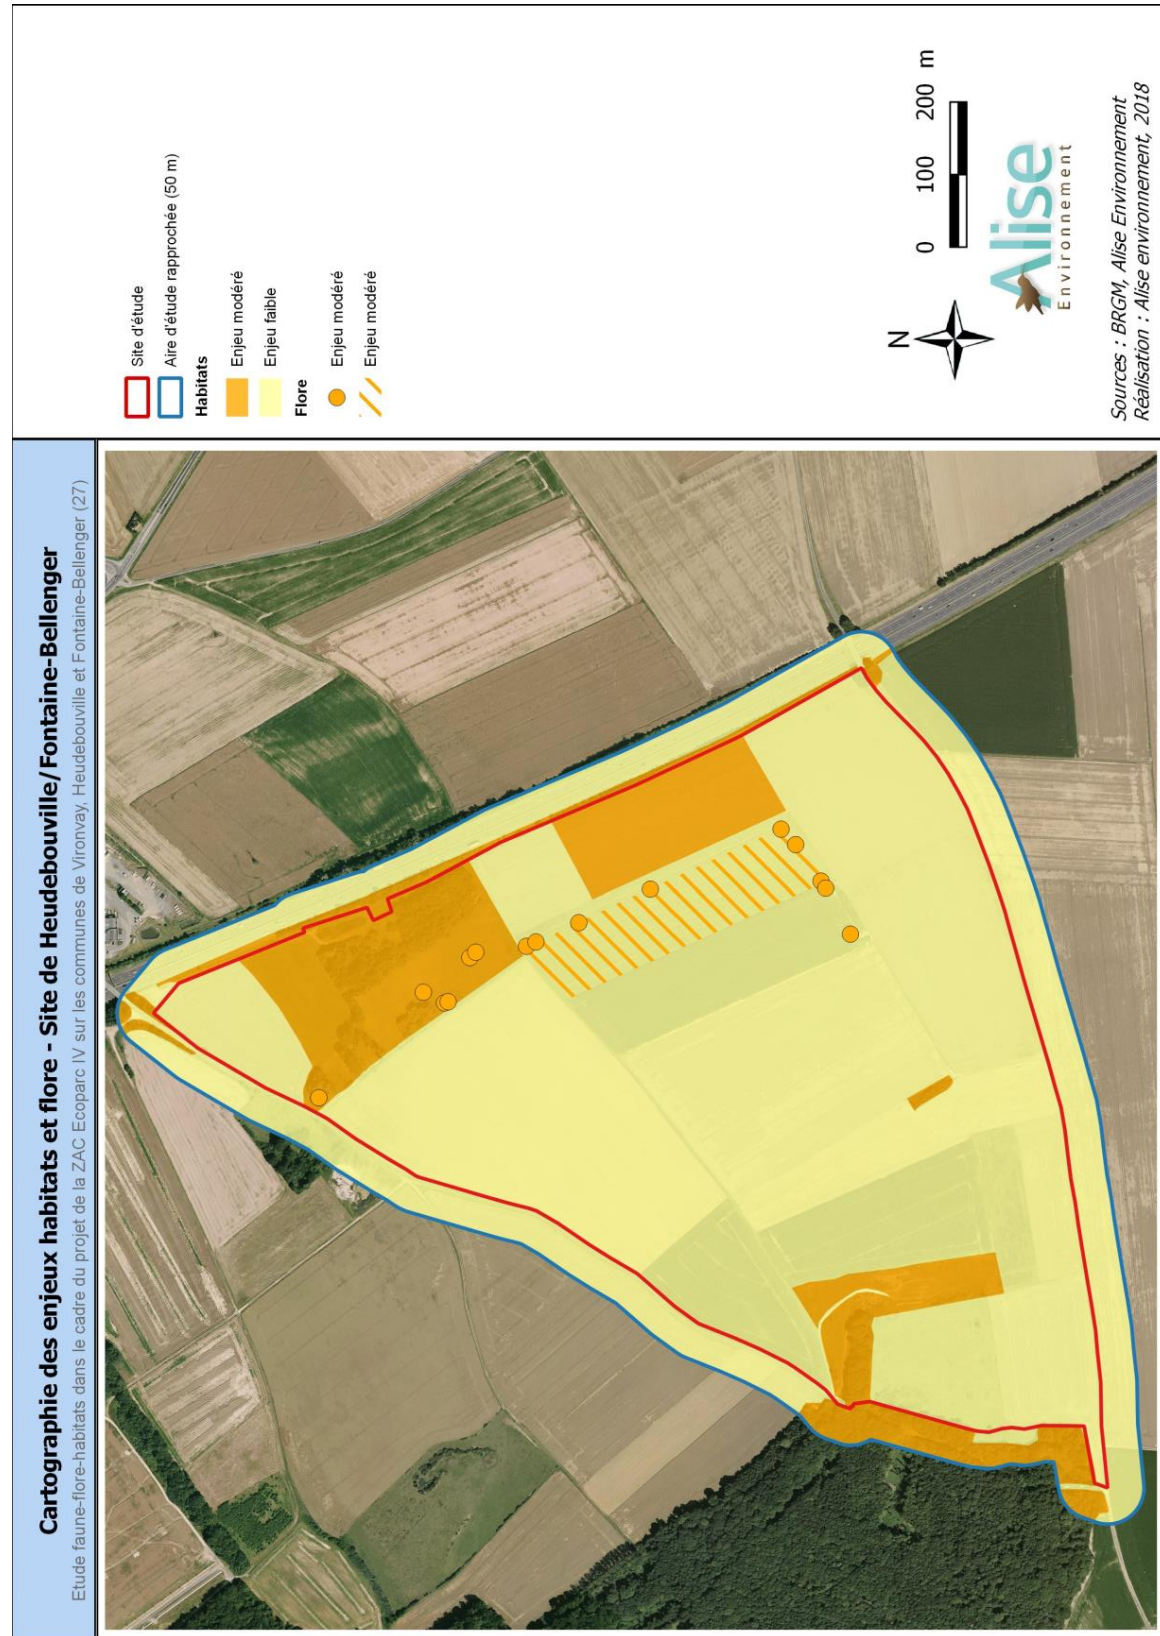 Cartographie des enjeux habitats et flore - Site de Heudebouville/Fontaine-Bellenger
Etude faune-flore-habitats dans le cadre du projet de la ZAC Ecoparc IV sur les communes de Vironvay, Heudebouville et Fontaine-Bellenger (27)
Site d'étude
Aire d'étude rapprochée (50 m)
Habitats
Enjeu modéré
Enjeu faible
Flore
Enjeu modéré
Enjeu modéré
N
0 100 200 m
Alise
Environnement
Sources : BRGM, Alise Environnement
Réalisation : Alise environnement, 2018